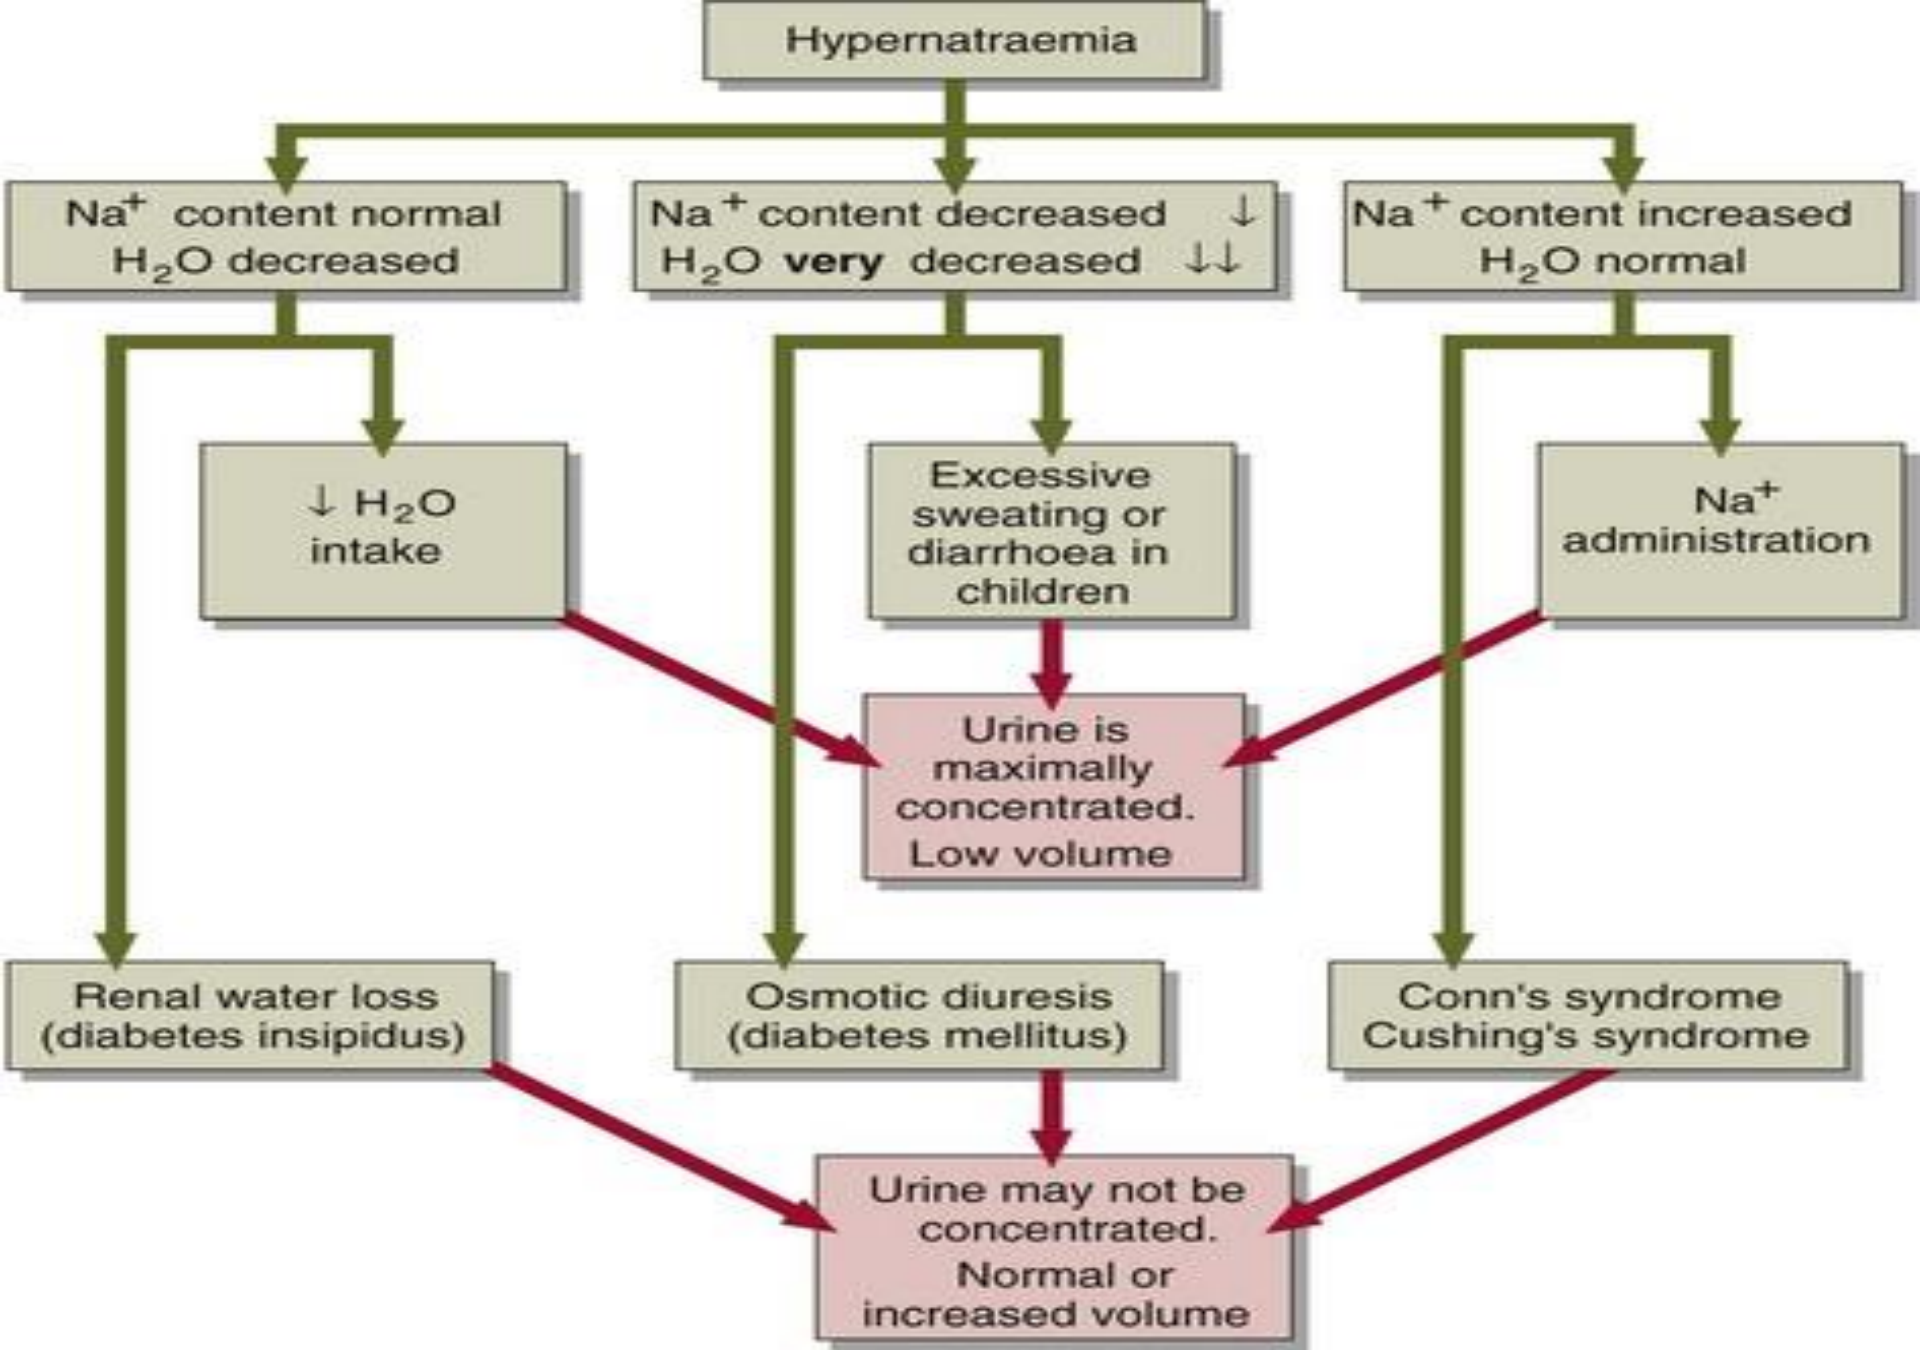 Hypernatraemia
Na⁺ content normal
H₂O decreased
Na⁺ content decreased ↓
H₂O very decreased ↓↓
Na⁺ content increased
H₂O normal
↓ H₂O
intake
Excessive
sweating or
diarrhoea in
children
Na⁺
administration
Urine is
maximally
concentrated.
Low volume
Renal water loss
(diabetes insipidus)
Osmotic diuresis
(diabetes mellitus)
Conn's syndrome
Cushing's syndrome
Urine may not be
concentrated.
Normal or
increased volume